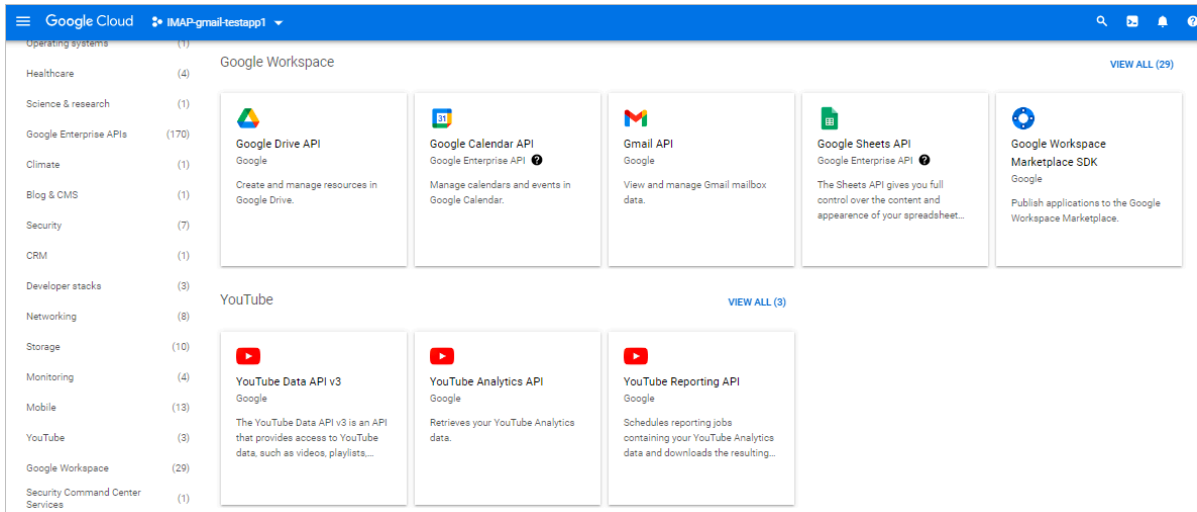 Google Cloud
IMAP-gmail-testapp1
Operating systems (1)
Healthcare (4)
Science & research (1)
Google Enterprise APIs (170)
Climate (1)
Blog & CMS (1)
Security (7)
CRM (1)
Developer stacks (3)
Networking (8)
Storage (10)
Monitoring (4)
Mobile (13)
YouTube (3)
Google Workspace (29)
Security Command Center
Services (1)
Google Workspace
VIEW ALL (29)
Google Drive API
Google
Create and manage resources in
Google Drive.
31
Google Calendar API
Google Enterprise API
Manage calendars and events in
Google Calendar.
Gmail API
Google
View and manage Gmail mailbox
data.
Google Sheets API
Google Enterprise API
The Sheets API gives you full
control over the content and
appearence of your spreadsheet...
Google Workspace
Marketplace SDK
Google
Publish applications to the Google
Workspace Marketplace.
YouTube
VIEW ALL (3)
YouTube Data API v3
Google
The YouTube Data API v3 is an API
that provides access to YouTube
data, such as videos, playlists,...
YouTube Analytics API
Google
Retrieves your YouTube Analytics
data.
YouTube Reporting API
Google
Schedules reporting jobs
containing your YouTube Analytics
data and downloads the resulting...